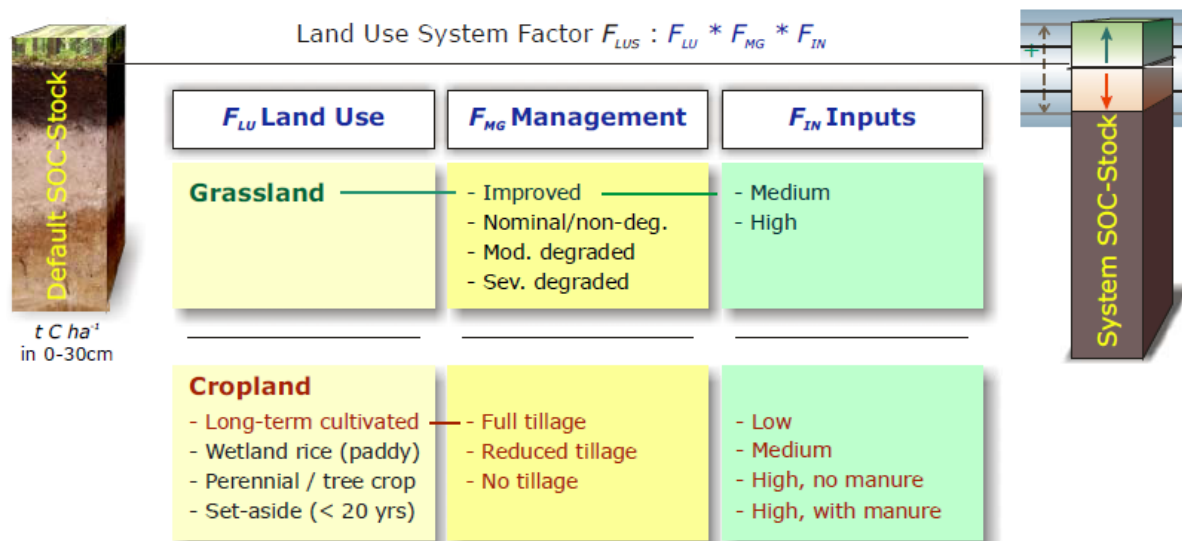 Land Use System Factor F_LUS : F_LU * F_MG * F_IN
Default SOC-Stock
t C ha⁻¹
in 0-30cm
F_LU Land Use
F_MG Management
F_IN Inputs
Grassland
- Improved
- Nominal/non-deg.
- Mod. degraded
- Sev. degraded
- Medium
- High
Cropland
- Long-term cultivated
- Wetland rice (paddy)
- Perennial / tree crop
- Set-aside (< 20 yrs)
- Full tillage
- Reduced tillage
- No tillage
- Low
- Medium
- High, no manure
- High, with manure
+
System SOC-Stock